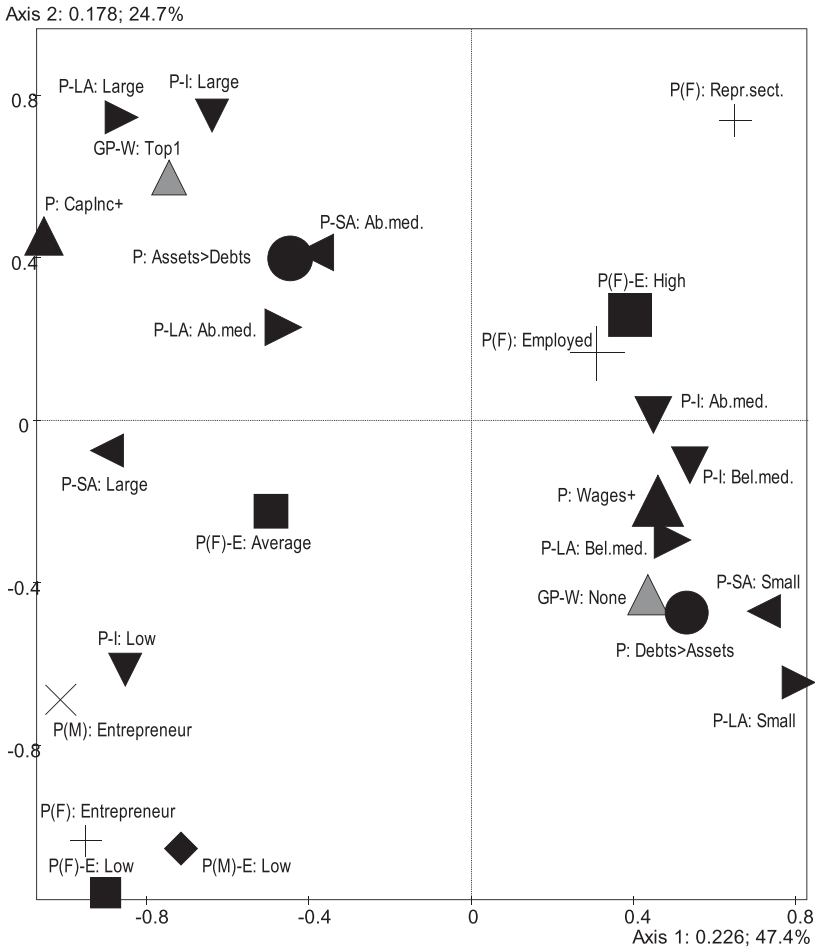 Axis 2: 0.178; 24.7%
P-LA: Large
P-I: Large
P(F): Repr.sect.
0.8
GP-W: Top1
P: CapInc+
P-SA: Ab.med.
P: Assets>Debts
0.4
P(F)-E: High
P-LA: Ab.med.
P(F): Employed
P-I: Ab.med.
0
P-I: Bel.med.
P-SA: Large
P: Wages+
P(F)-E: Average
P-LA: Bel.med.
-0.4
P-SA: Small
GP-W: None
P-I: Low
P: Debts>Assets
P(M): Entrepreneur
P-LA: Small
-0.8
P(F): Entrepreneur
P(F)-E: Low
P(M)-E: Low
-0.8
-0.4
0
0.4
0.8
Axis 1: 0.226; 47.4%